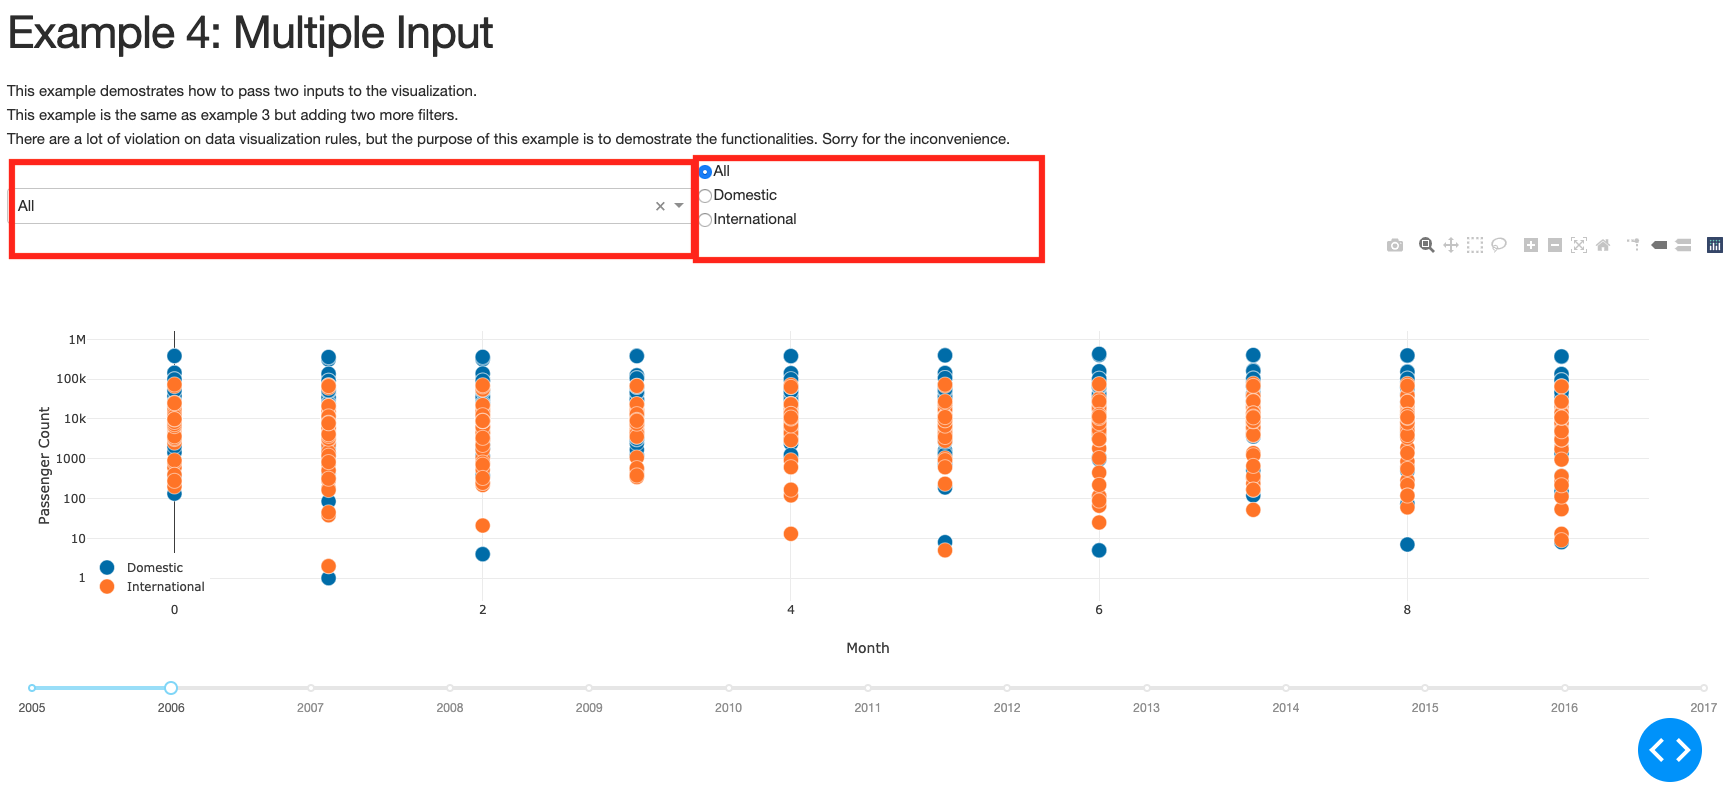 Example 4: Multiple Input
This example demostrates how to pass two inputs to the visualization.
This example is the same as example 3 but adding two more filters.
There are a lot of violation on data visualization rules, but the purpose of this example is to demostrate the functionalities. Sorry for the inconvenience.
All
All
Domestic
International
1M
100k
10k
1000
100
10
1
Passenger Count
Domestic
International
0 2 4 6 8
Month
2005 2006 2007 2008 2009 2010 2011 2012 2013 2014 2015 2016 2017